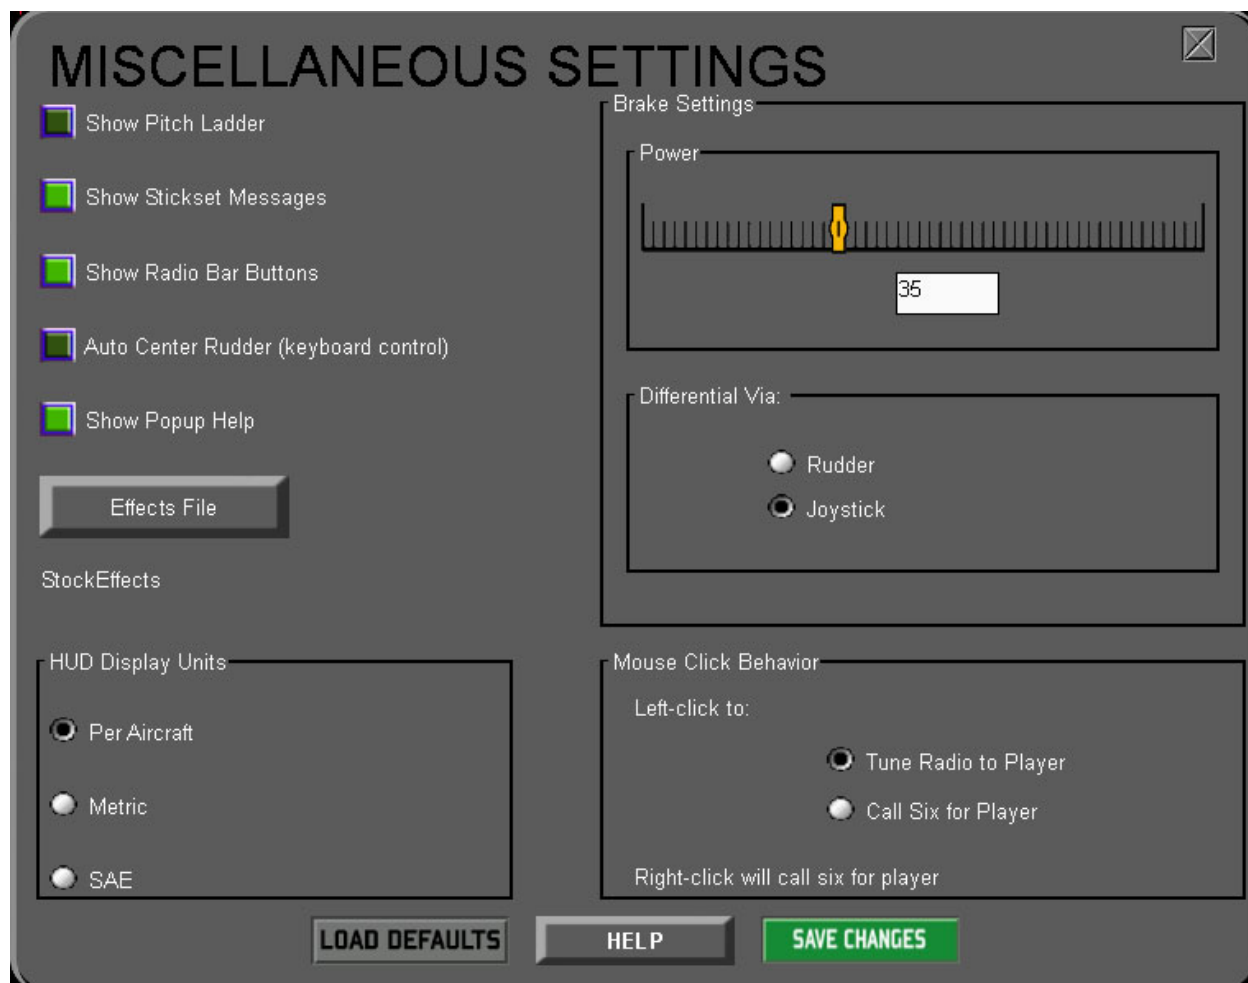 MISCELLANEOUS SETTINGS
Show Pitch Ladder
Show Stickset Messages
Show Radio Bar Buttons
Auto Center Rudder (keyboard control)
Show Popup Help
Effects File
StockEffects
Brake Settings
Power
35
Differential Via:
Rudder
Joystick
HUD Display Units
Per Aircraft
Metric
SAE
Mouse Click Behavior
Left-click to:
Tune Radio to Player
Call Six for Player
Right-click will call six for player
LOAD DEFAULTS
HELP
SAVE CHANGES